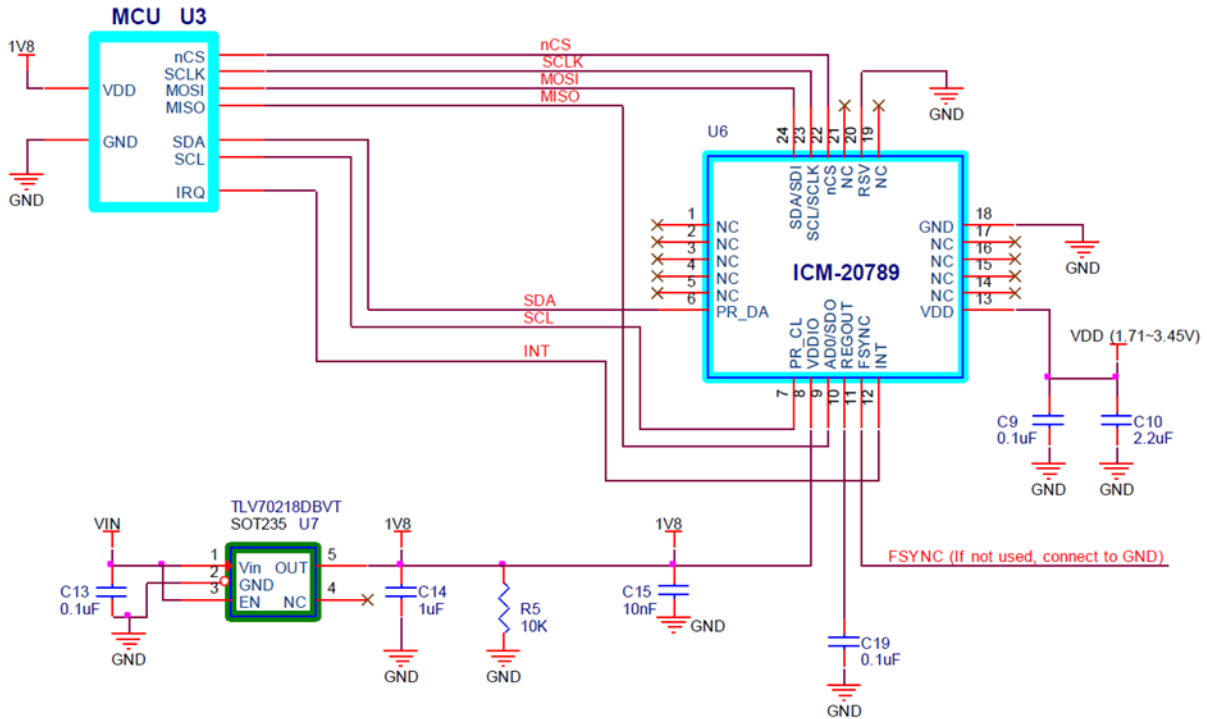 MCU U3
1V8
VDD
GND
GND
nCS
SCLK
MOSI
MISO
SDA
SCL
IRQ
nCS
SCLK
MOSI
MISO
SDA
SCL
INT
GND
U6
24
23
22
21
20
19
SDA/SDI
SCL/SCLK
nCS
NC
RSV
NC
1 NC
2 NC
3 NC
4 NC
5 NC
6 PR_DA
ICM-20789
GND 18
NC 17
NC 16
NC 15
NC 14
VDD 13
GND
PR_CL
VDDIO
AD0/SDO
REGOUT
FSYNC
INT
7
8
9
10
11
12
VDD (1.71~3.45V)
C9
0.1uF
GND
C10
2.2uF
GND
FSYNC (If not used, connect to GND)
VIN
C13
0.1uF
GND
TLV70218DBVT
SOT235 U7
1 Vin
2 GND
3 EN
OUT 5
NC 4
1V8
C14
1uF
GND
R5
10K
GND
1V8
C15
10nF
GND
C19
0.1uF
GND